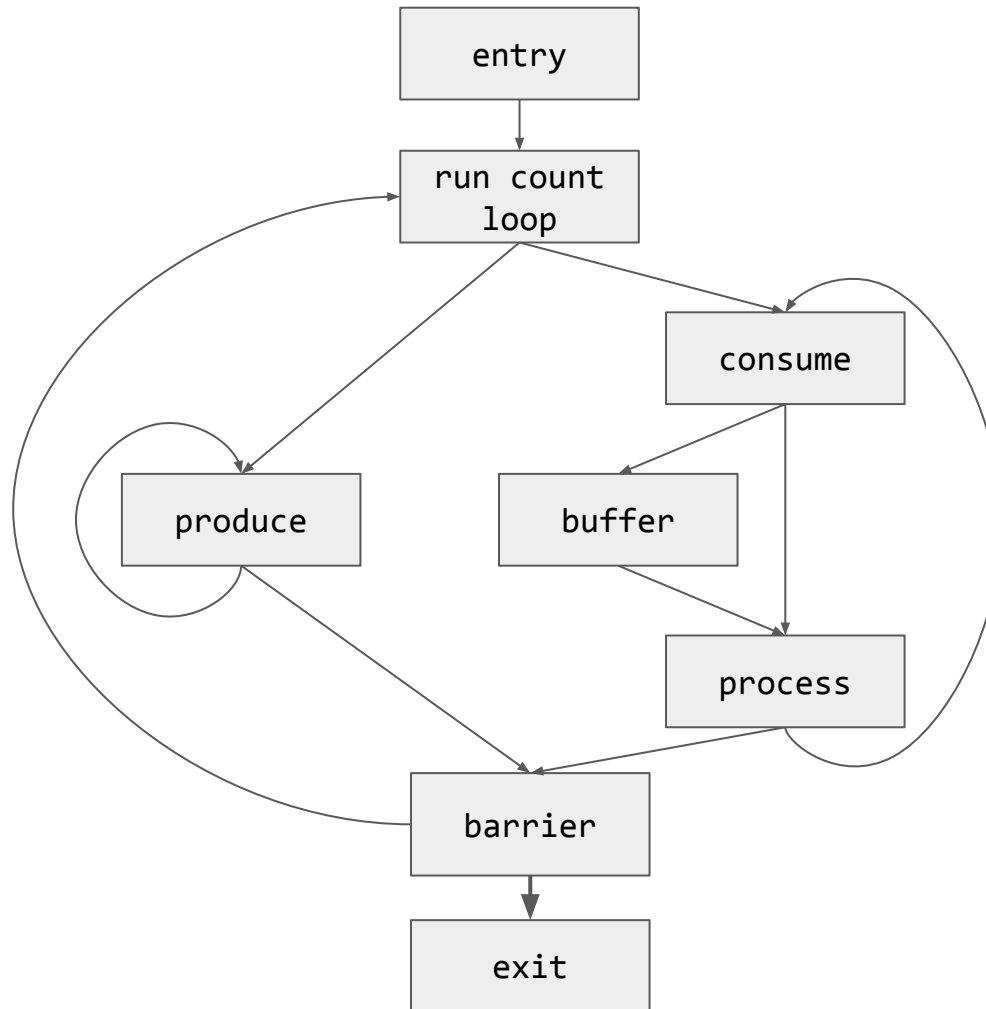 entry
run count
loop
consume
produce
buffer
process
barrier
exit